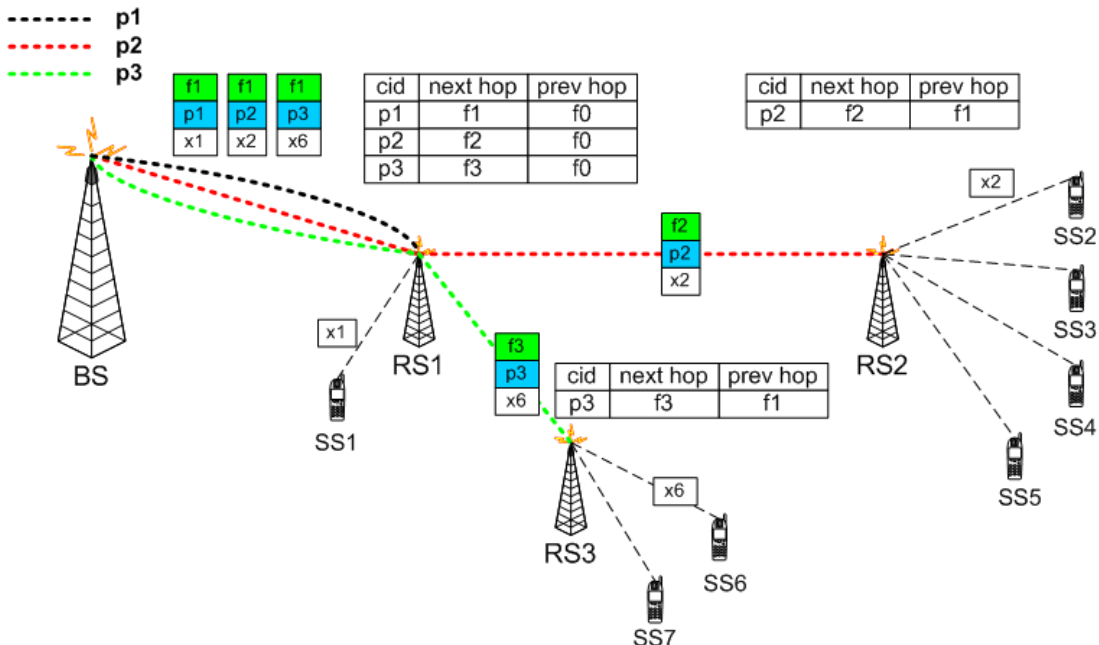 p1
p2
p3
f1 f1 f1
p1 p2 p3
x1 x2 x6
cid next hop prev hop
p1 f1 f0
p2 f2 f0
p3 f3 f0
cid next hop prev hop
p2 f2 f1
x2
SS2
f2
p2
x2
SS3
x1
BS
RS1
RS2
f3
p3
x6
cid next hop prev hop
p3 f3 f1
SS1
SS4
SS5
x6
RS3
SS6
SS7